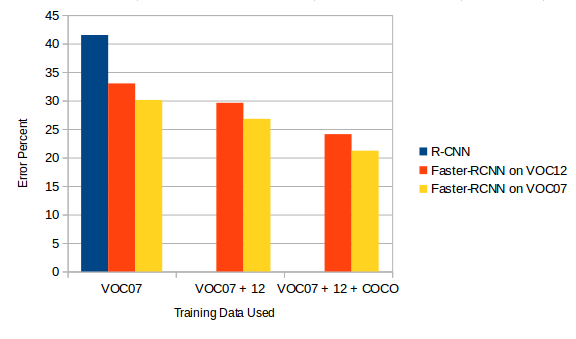 45
40
35
30
25
20
15
10
5
0
Error Percent
VOC07
VOC07 + 12
VOC07 + 12 + COCO
Training Data Used
R-CNN
Faster-RCNN on VOC12
Faster-RCNN on VOC07